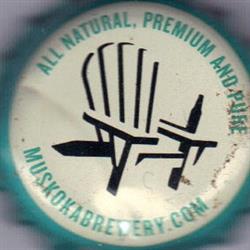 ALL NATURAL, PREMIUM AND PURE
MUSKOKABREWERY.COM